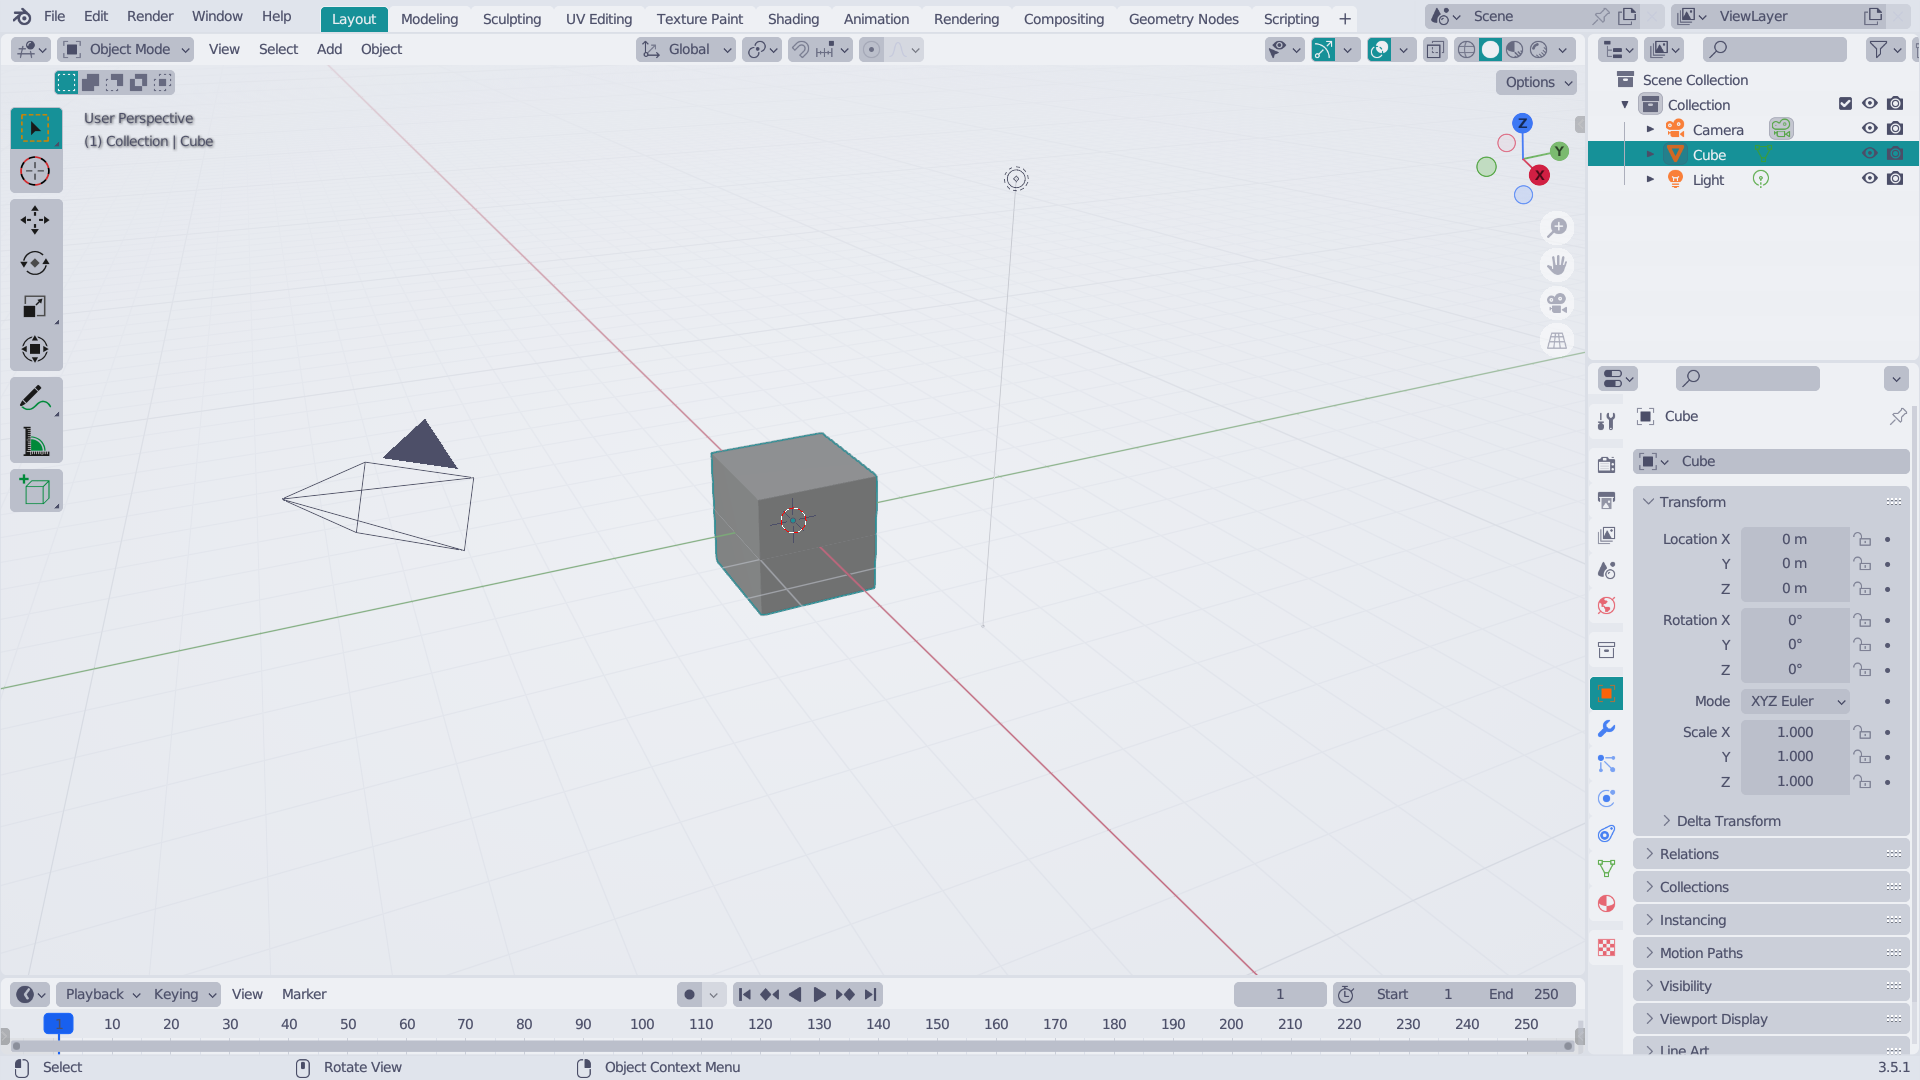 File Edit Render Window Help Layout Modeling Sculpting UV Editing Texture Paint Shading Animation Rendering Compositing Geometry Nodes Scripting + Scene ViewLayer
Object Mode View Select Add Object Global
Options
User Perspective
(1) Collection | Cube
Z
Y
X
Scene Collection
Collection
Camera
Cube
Light
Cube
Cube
Transform
Location X 0 m
Y 0 m
Z 0 m
Rotation X 0°
Y 0°
Z 0°
Mode XYZ Euler
Scale X 1.000
Y 1.000
Z 1.000
Delta Transform
Relations
Collections
Instancing
Motion Paths
Visibility
Viewport Display
Line Art
Playback Keying View Marker 1 Start 1 End 250
1 10 20 30 40 50 60 70 80 90 100 110 120 130 140 150 160 170 180 190 200 210 220 230 240 250
Select Rotate View Object Context Menu 3.5.1